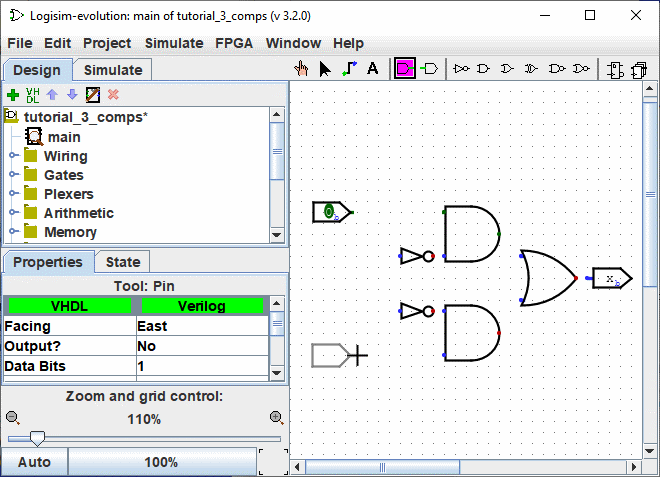 Logisim-evolution: main of tutorial_3_comps (v 3.2.0)
File Edit Project Simulate FPGA Window Help
Design Simulate
A
VH
DL
tutorial_3_comps*
main
Wiring
Gates
Plexers
Arithmetic
Memory
Properties State
Tool: Pin
VHDL Verilog
Facing East
Output? No
Data Bits 1
Zoom and grid control:
110%
Auto 100%
0
x